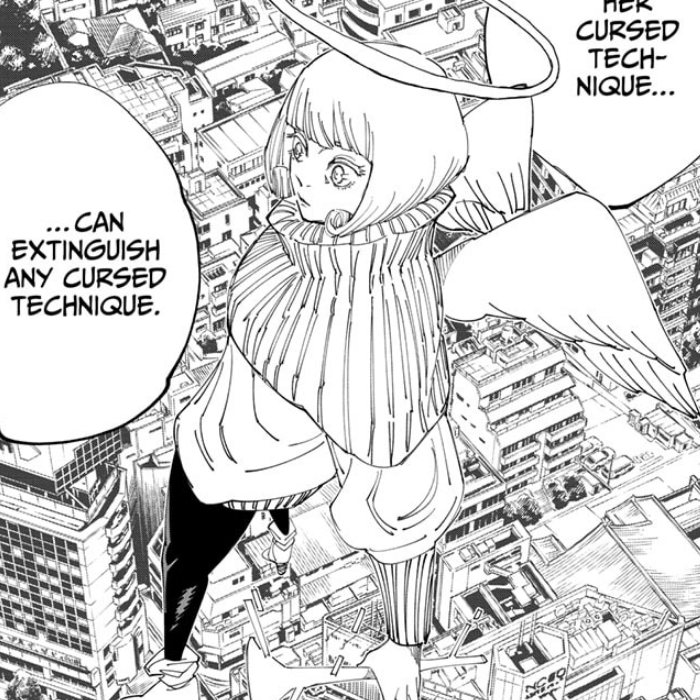 HER
CURSED
TECH-
NIQUE...
...CAN
EXTINGUISH
ANY CURSED
TECHNIQUE.